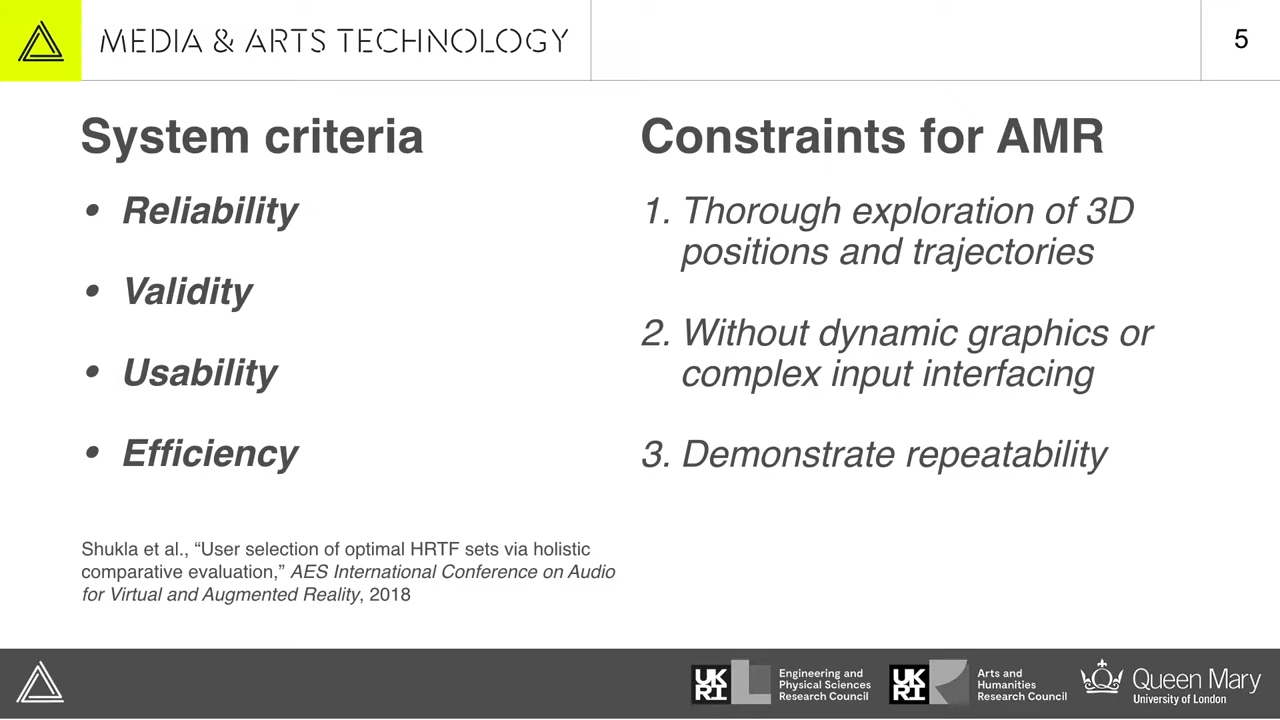 MEDIA & ARTS TECHNOLOGY
5
System criteria
• Reliability
• Validity
• Usability
• Efficiency
Shukla et al., “User selection of optimal HRTF sets via holistic
comparative evaluation,” AES International Conference on Audio
for Virtual and Augmented Reality, 2018
Constraints for AMR
1. Thorough exploration of 3D
positions and trajectories
2. Without dynamic graphics or
complex input interfacing
3. Demonstrate repeatability
UK
RI
Engineering and
Physical Sciences
Research Council
UK
RI
Arts and
Humanities
Research Council
Queen Mary
University of London